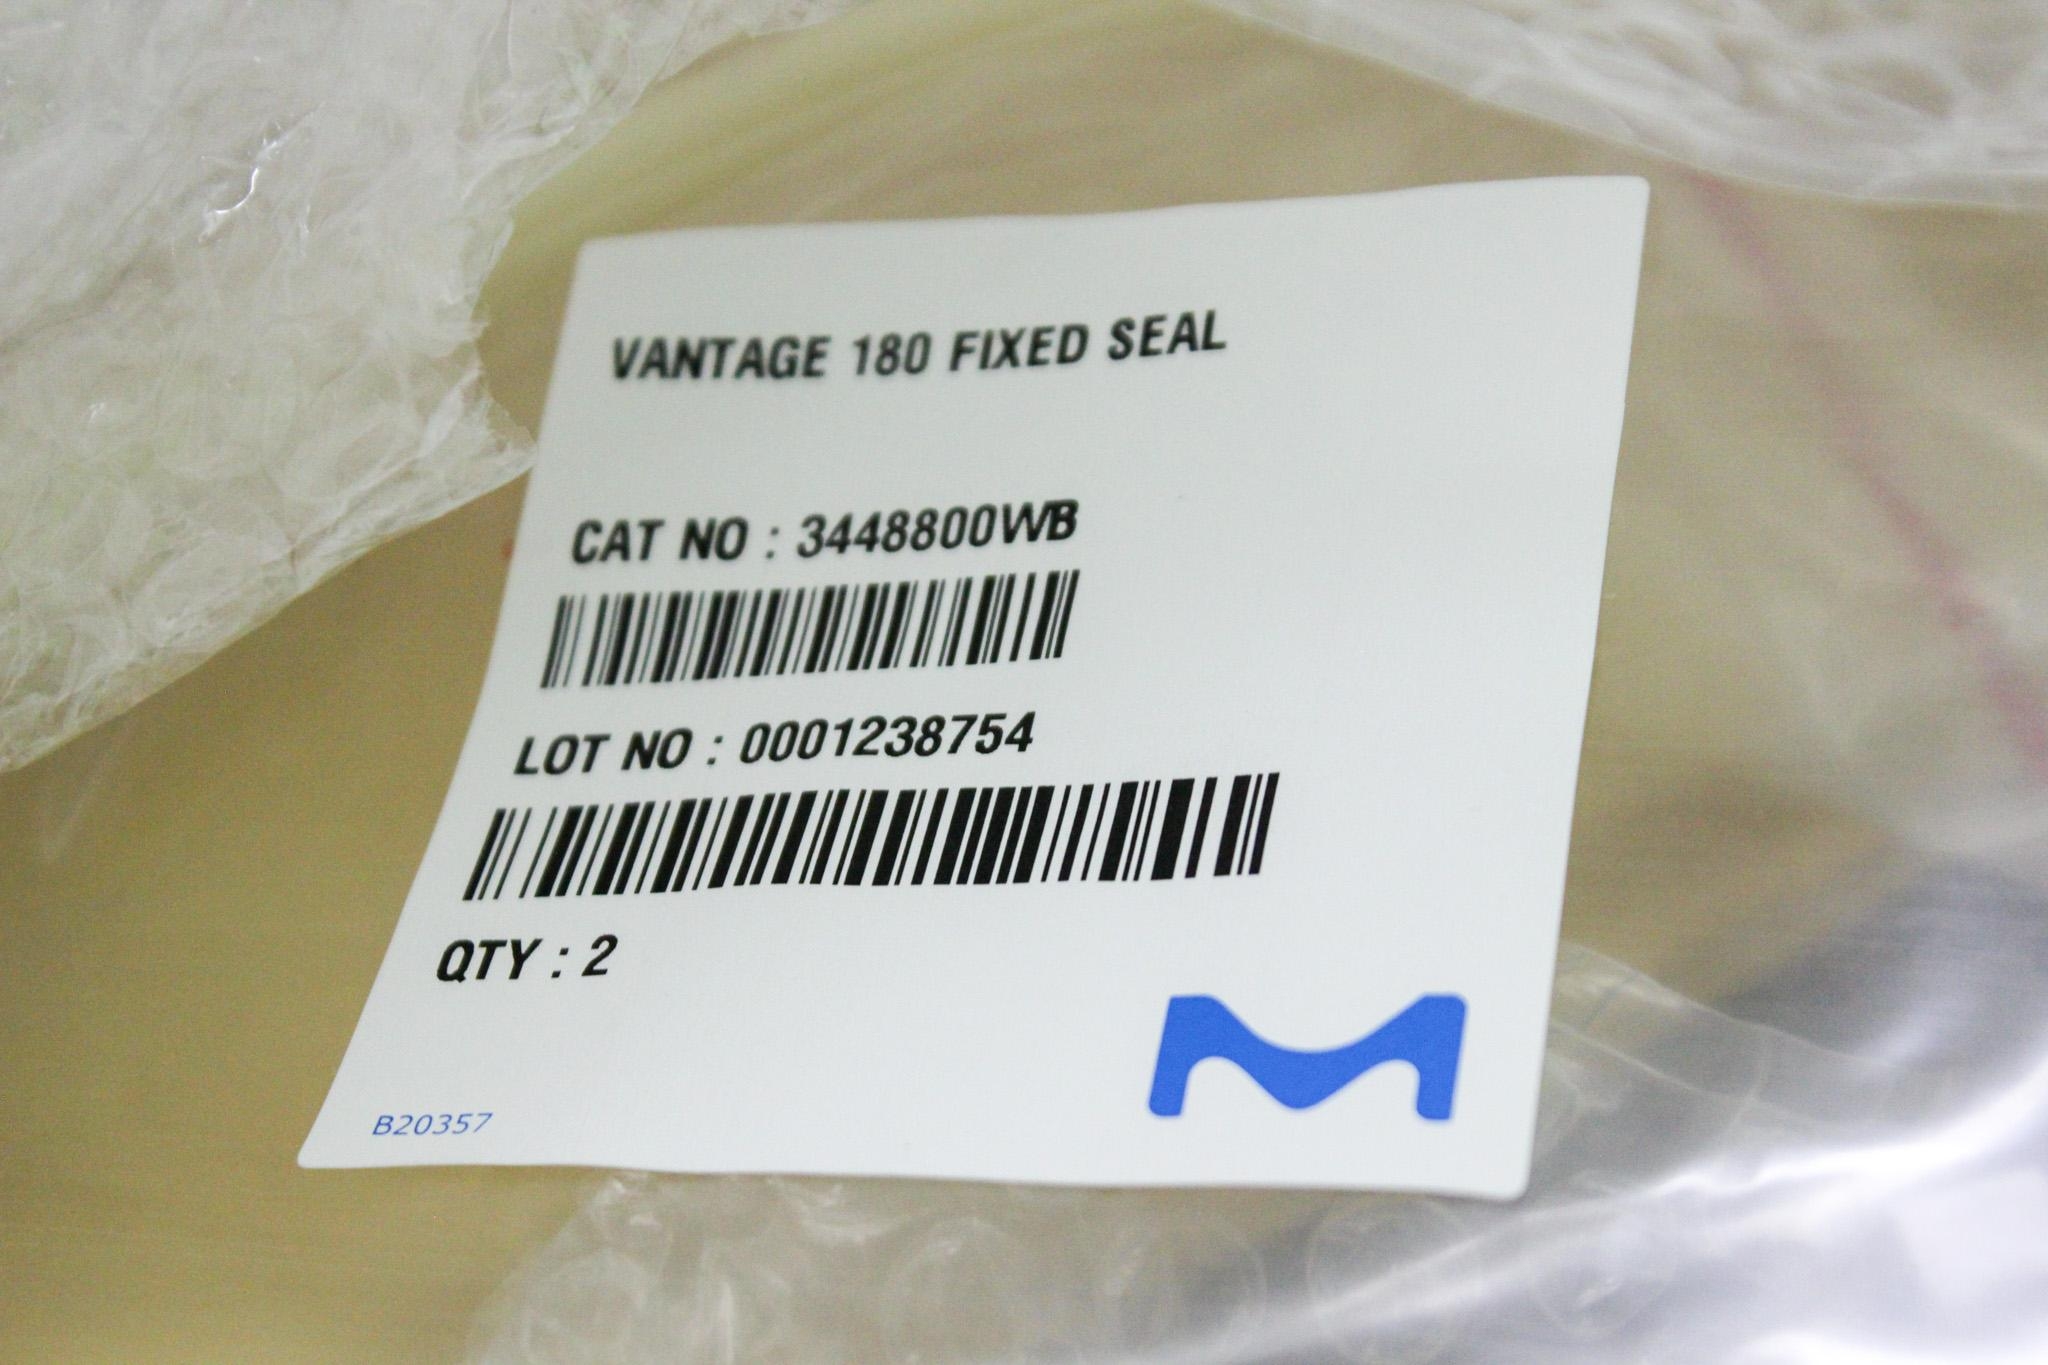 VANTAGE 180 FIXED SEAL
CAT NO : 3448800WB
LOT NO : 0001238754
QTY : 2
B20357
M